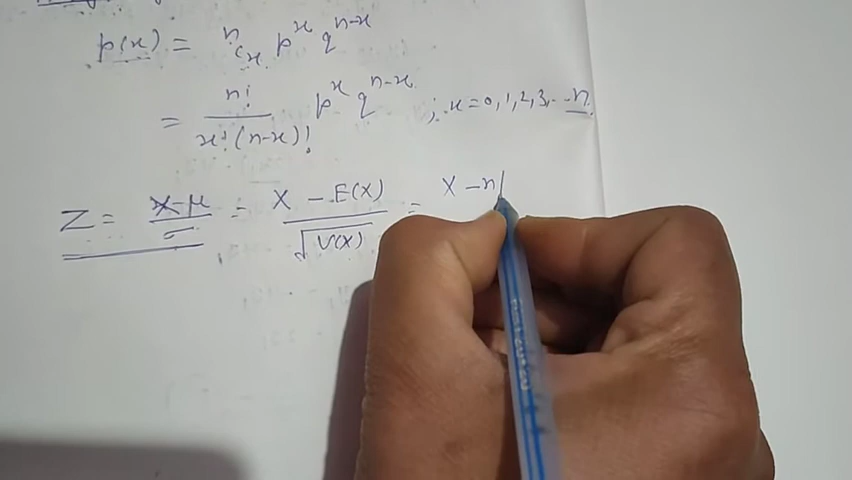 p(x) = ⁿCₓ pˣ qⁿ⁻ˣ
= n! / x! (n-x)! pˣ qⁿ⁻ˣ ; x = 0, 1, 2, 3, ... n.
Z = X-μ / σ = X - E(X) / √V(X) = X - n